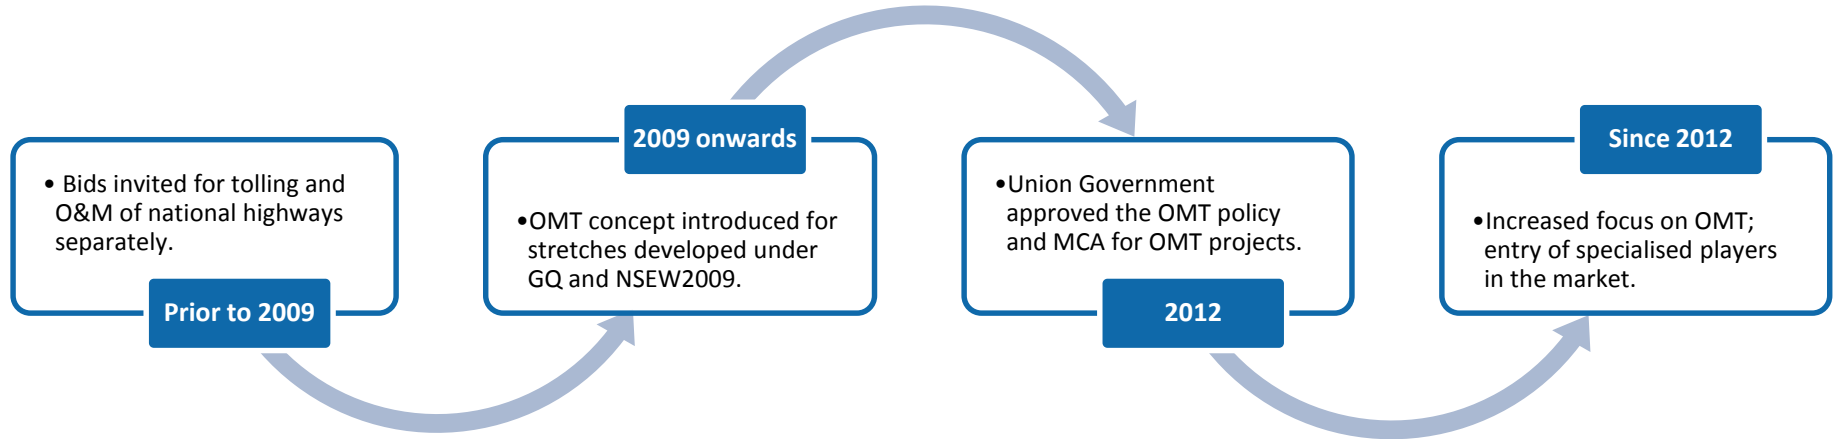 • Bids invited for tolling and
O&M of national highways
separately.
Prior to 2009
2009 onwards
•OMT concept introduced for
stretches developed under
GQ and NSEW2009.
•Union Government
approved the OMT policy
and MCA for OMT projects.
2012
Since 2012
•Increased focus on OMT;
entry of specialised players
in the market.